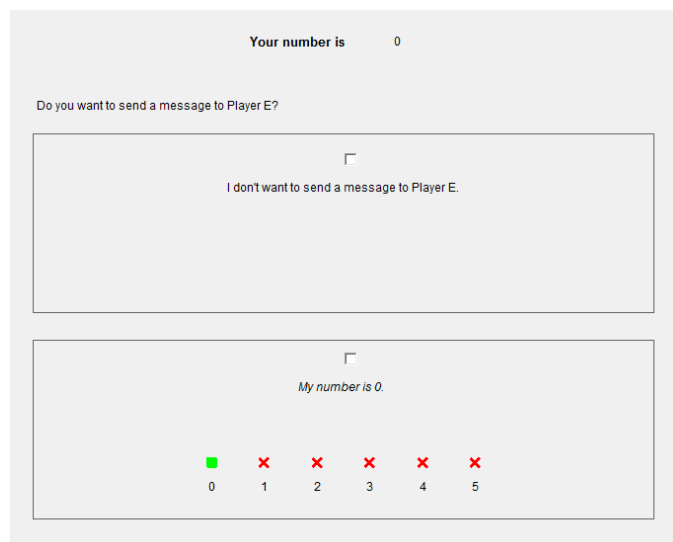 Your number is 0
Do you want to send a message to Player E?
I don't want to send a message to Player E.
My number is 0.
0 1 2 3 4 5